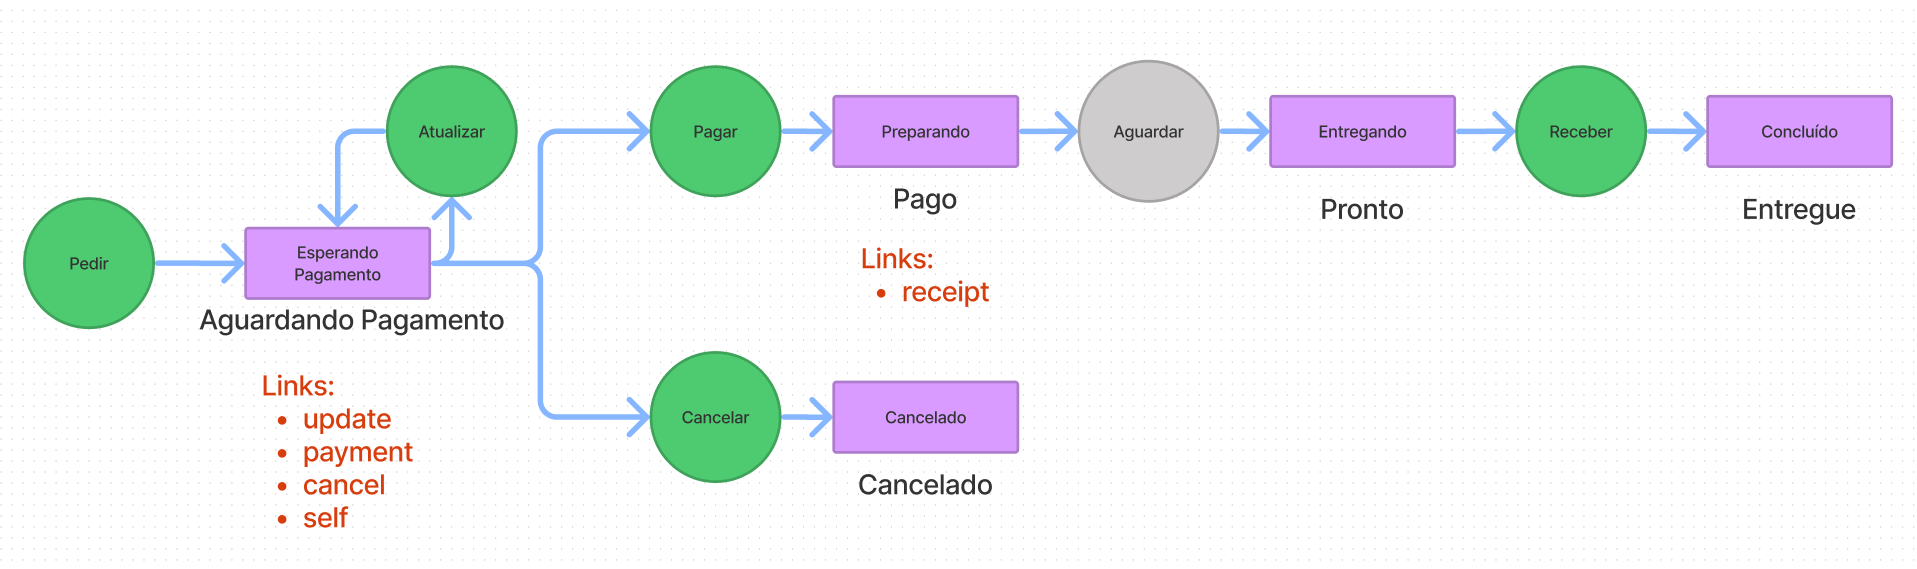 Pedir
Esperando
Pagamento
Aguardando Pagamento
Links:
update
payment
cancel
self
Atualizar
Pagar
Preparando
Pago
Links:
receipt
Cancelar
Cancelado
Cancelado
Aguardar
Entregando
Pronto
Receber
Concluído
Entregue